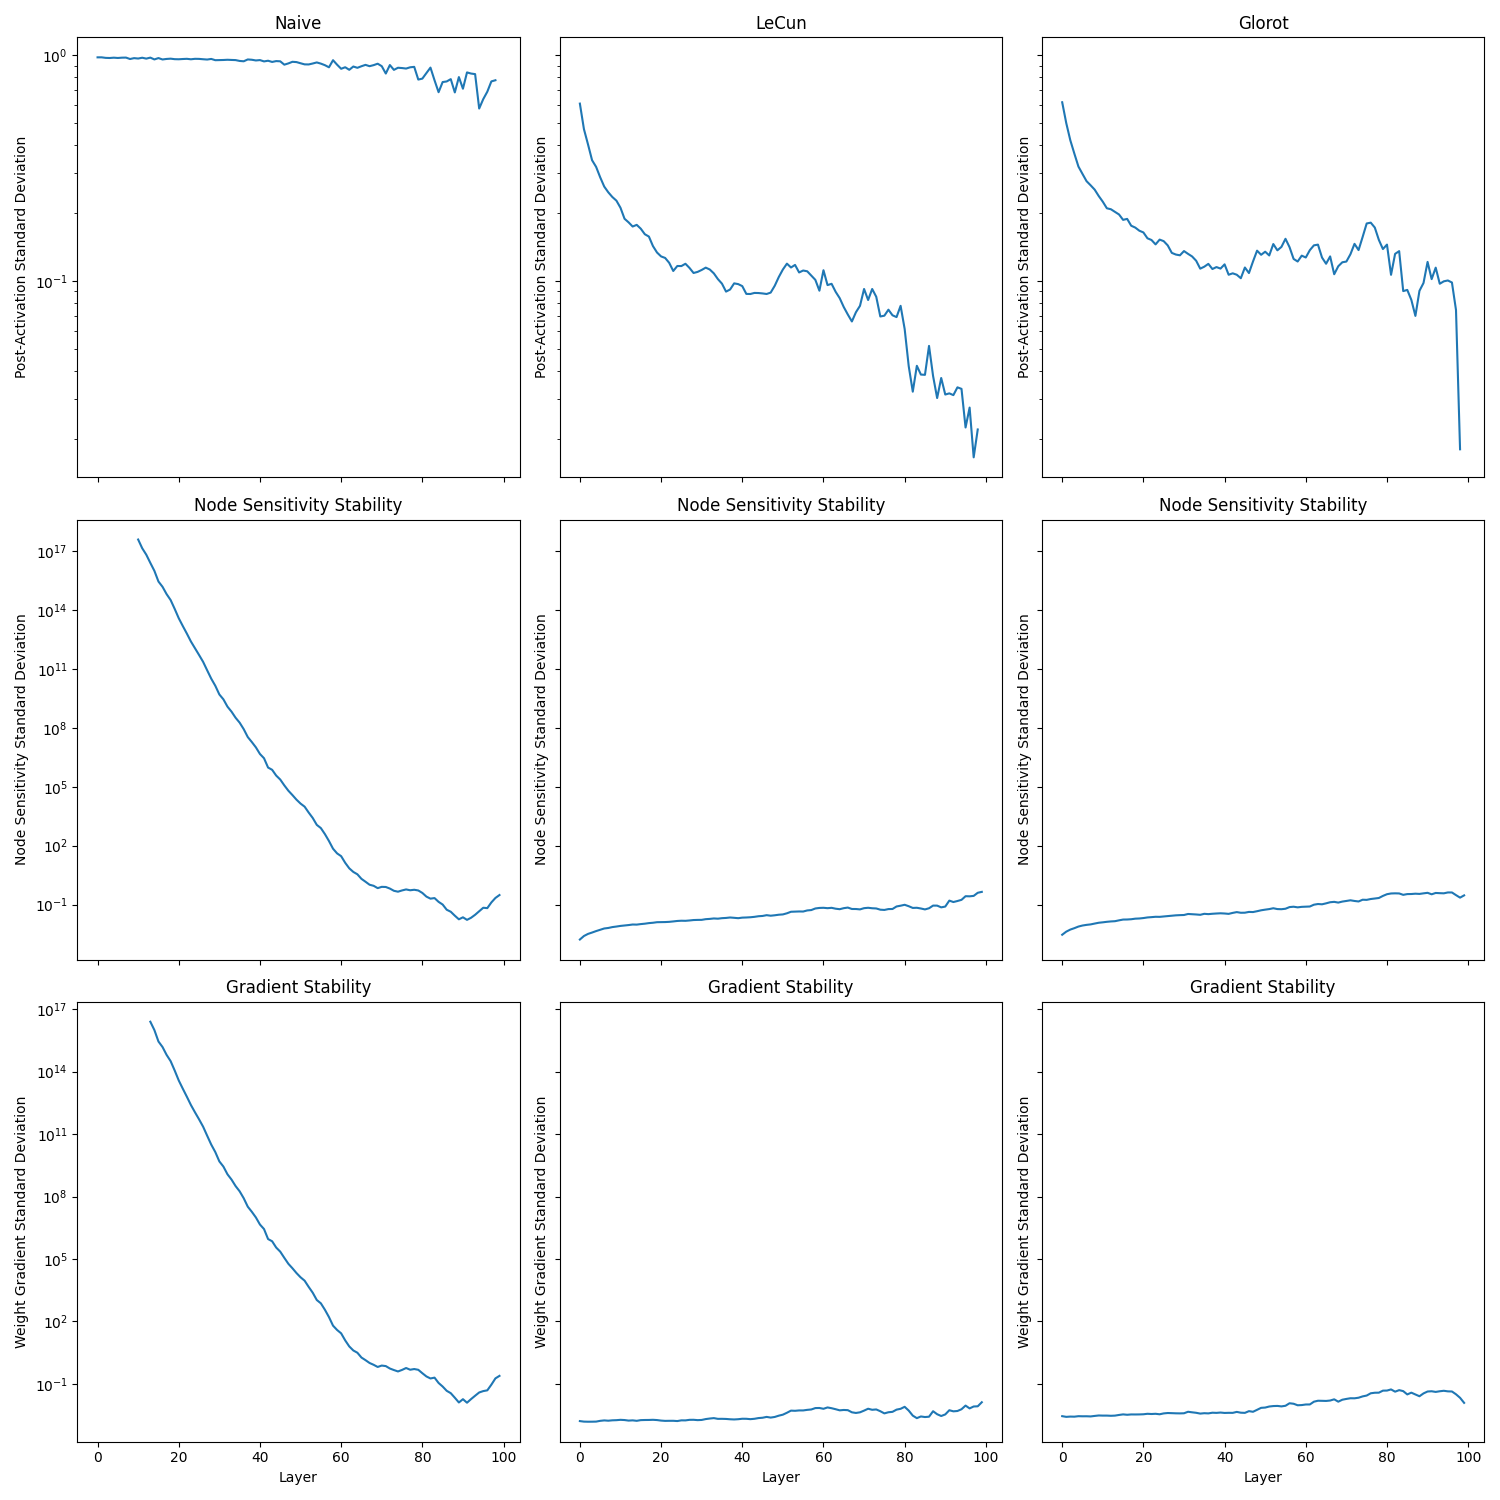 Naive
LeCun
Glorot
Post-Activation Standard Deviation
10^0
10^-1
Post-Activation Standard Deviation
Post-Activation Standard Deviation
Node Sensitivity Stability
Node Sensitivity Stability
Node Sensitivity Stability
Node Sensitivity Standard Deviation
10^17
10^14
10^11
10^8
10^5
10^2
10^-1
Node Sensitivity Standard Deviation
Node Sensitivity Standard Deviation
Gradient Stability
Gradient Stability
Gradient Stability
Weight Gradient Standard Deviation
10^17
10^14
10^11
10^8
10^5
10^2
10^-1
Weight Gradient Standard Deviation
Weight Gradient Standard Deviation
0 20 40 60 80 100
Layer
0 20 40 60 80 100
Layer
0 20 40 60 80 100
Layer